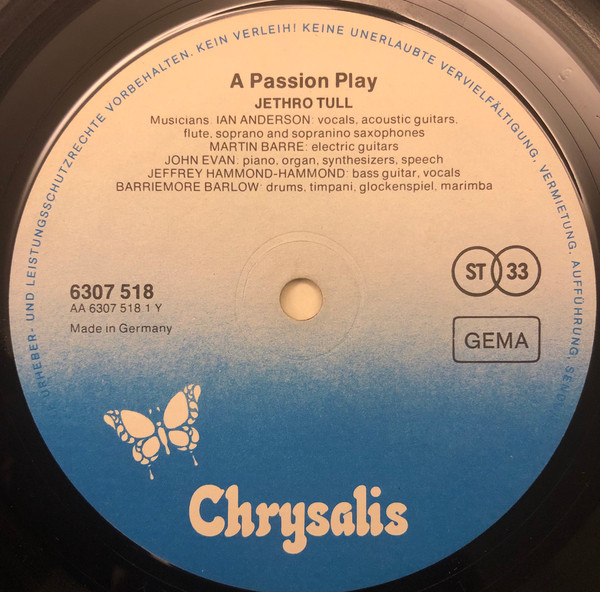 URHEBER- UND LEISTUNGSSCHUTZRECHTE VORBEHALTEN. KEIN VERLEIH! KEINE UNERLAUBTE VERVIELFÄLTIGUNG, VERMIETUNG, AUFFÜHRUNG,
A Passion Play
JETHRO TULL
Musicians: IAN ANDERSON: vocals, acoustic guitars,
flute, soprano and sopranino saxophones
MARTIN BARRE: electric guitars
JOHN EVAN: piano, organ, synthesizers, speech
JEFFREY HAMMOND-HAMMOND: bass guitar, vocals
BARRIEMORE BARLOW: drums, timpani, glockenspiel, marimba
6307 518
AA 6307 518 1 Y
Made in Germany
ST 33
GEMA
Chrysalis